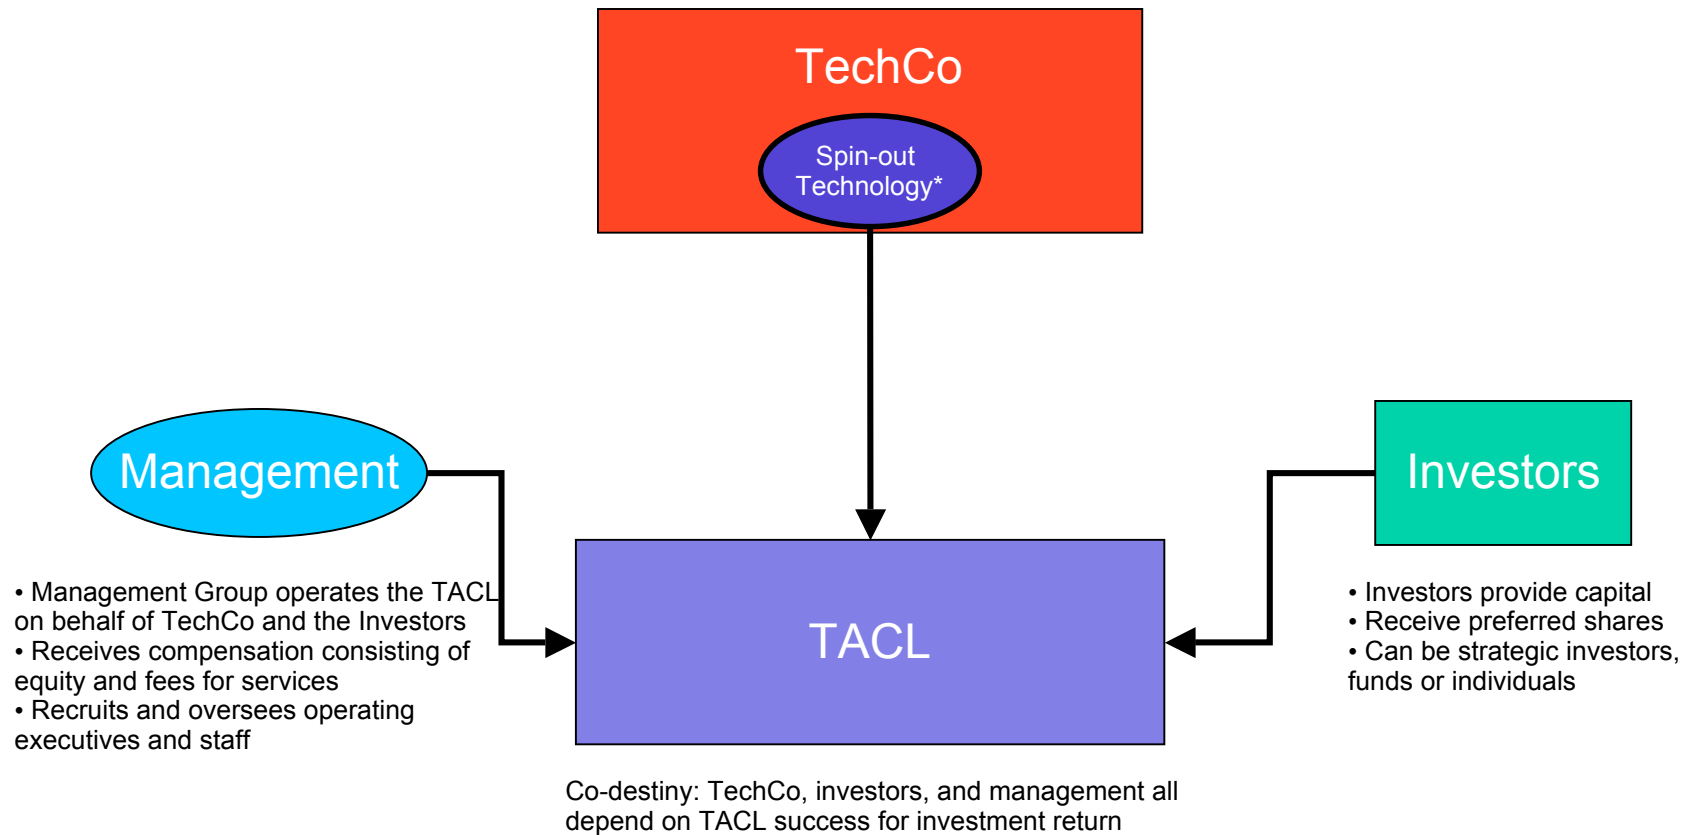 TechCo
Spin-out
Technology*
Management
Investors
• Management Group operates the TACL
on behalf of TechCo and the Investors
• Receives compensation consisting of
equity and fees for services
• Recruits and oversees operating
executives and staff
TACL
• Investors provide capital
• Receive preferred shares
• Can be strategic investors,
funds or individuals
Co-destiny: TechCo, investors, and management all
depend on TACL success for investment return